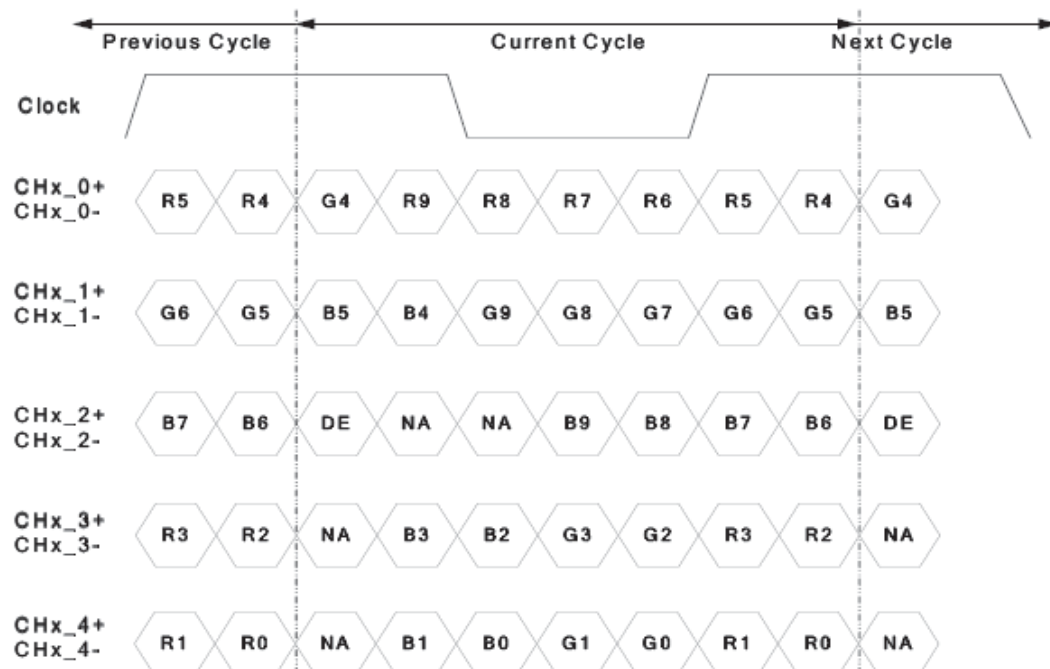 Previous Cycle Current Cycle Next Cycle
Clock
CHx_0+
CHx_0-
R5 R4 G4 R9 R8 R7 R6 R5 R4 G4
CHx_1+
CHx_1-
G6 G5 B5 B4 G9 G8 G7 G6 G5 B5
CHx_2+
CHx_2-
B7 B6 DE NA NA B9 B8 B7 B6 DE
CHx_3+
CHx_3-
R3 R2 NA B3 B2 G3 G2 R3 R2 NA
CHx_4+
CHx_4-
R1 R0 NA B1 B0 G1 G0 R1 R0 NA